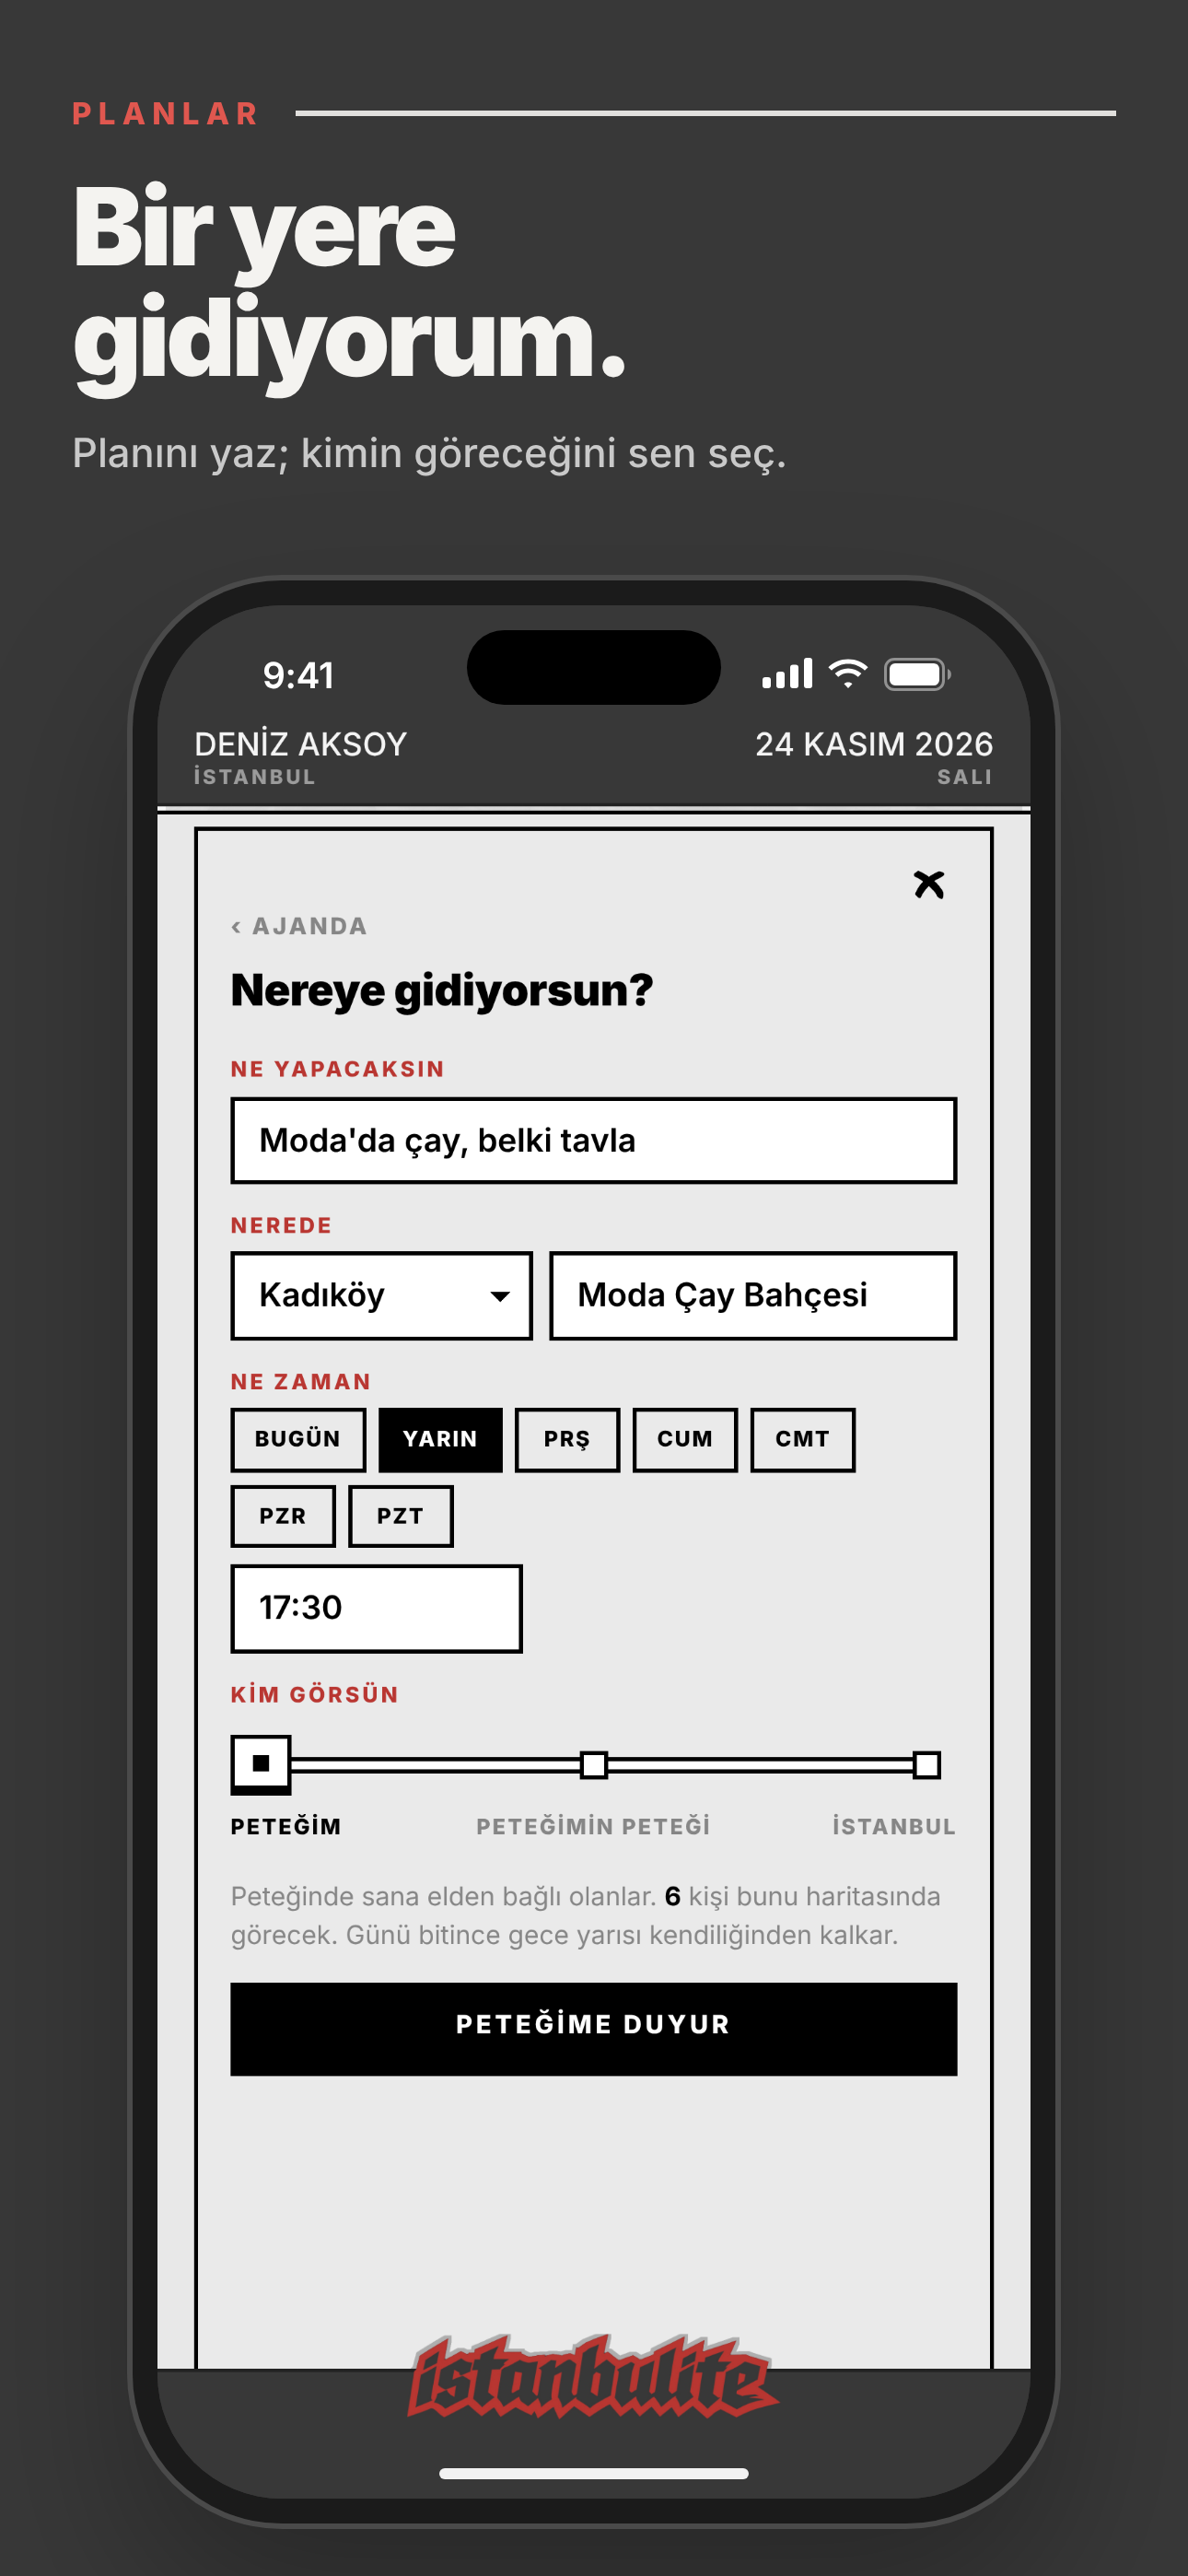 PLANLAR
Bir yere
gidiyorum.
Planını yaz; kimin göreceğini sen seç.
9:41
DENİZ AKSOY
24 KASIM 2026
İSTANBUL
SALI
‹ AJANDA
Nereye gidiyorsun?
NE YAPACAKSIN
Moda'da çay, belki tavla
NEREDE
Kadıköy
Moda Çay Bahçesi
NE ZAMAN
BUGÜN YARIN PRŞ CUM CMT
PZR PZT
17:30
KİM GÖRSÜN
PETEĞİM PETEĞİMİN PETEĞİ İSTANBUL
Peteğinde sana elden bağlı olanlar. 6 kişi bunu haritasında
görecek. Günü bitince gece yarısı kendiliğinden kalkar.
PETEĞİME DUYUR
istanbulite